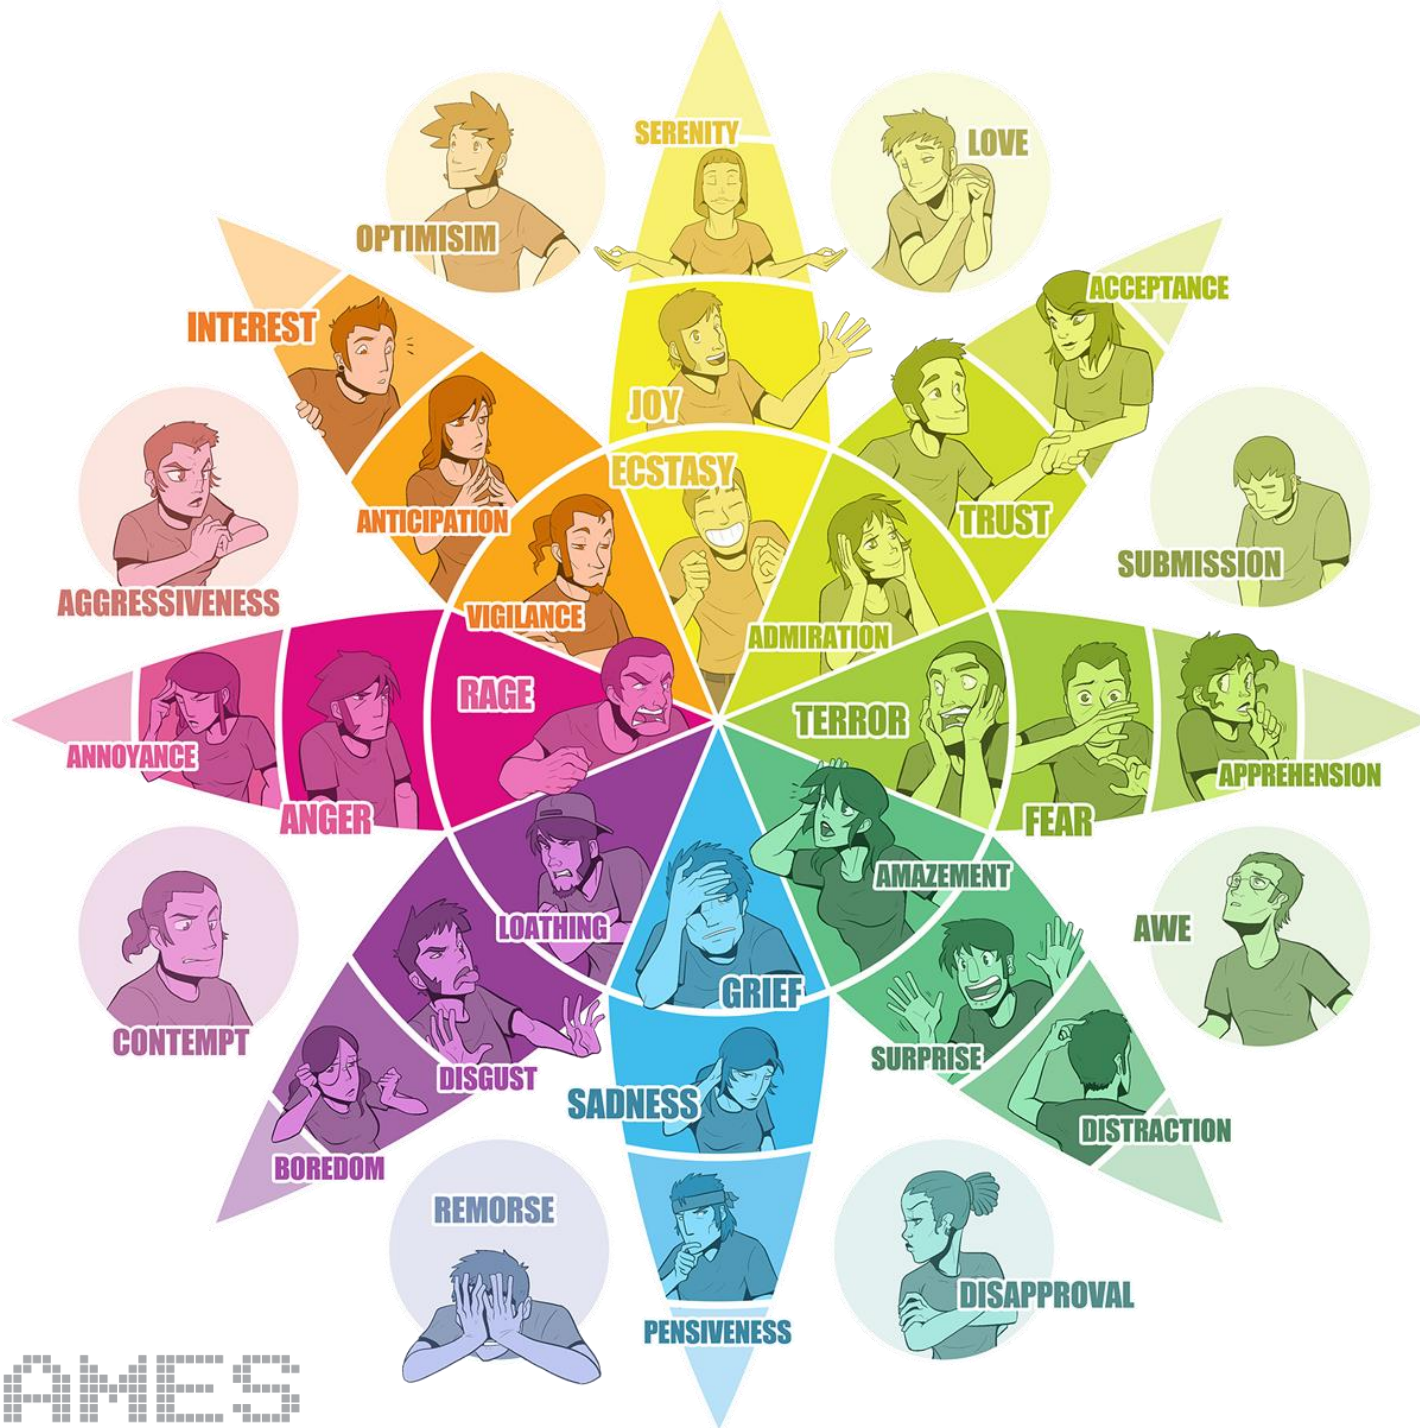 SERENITY
LOVE
OPTIMISIM
ACCEPTANCE
INTEREST
JOY
ECSTASY
ANTICIPATION
TRUST
SUBMISSION
AGGRESSIVENESS
VIGILANCE
ADMIRATION
RAGE
TERROR
ANNOYANCE
APPREHENSION
ANGER
FEAR
AMAZEMENT
LOATHING
AWE
GRIEF
CONTEMPT
SURPRISE
DISGUST
SADNESS
DISTRACTION
BOREDOM
REMORSE
DISAPPROVAL
PENSIVENESS
AMES